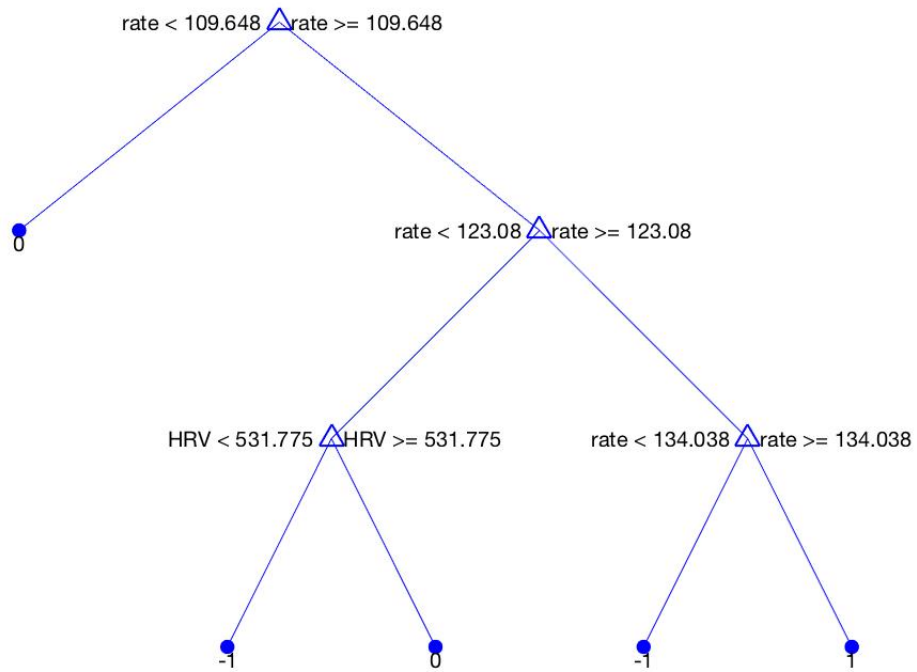 rate < 109.648 rate >= 109.648
0
rate < 123.08 rate >= 123.08
HRV < 531.775 HRV >= 531.775
rate < 134.038 rate >= 134.038
-1
0
-1
1